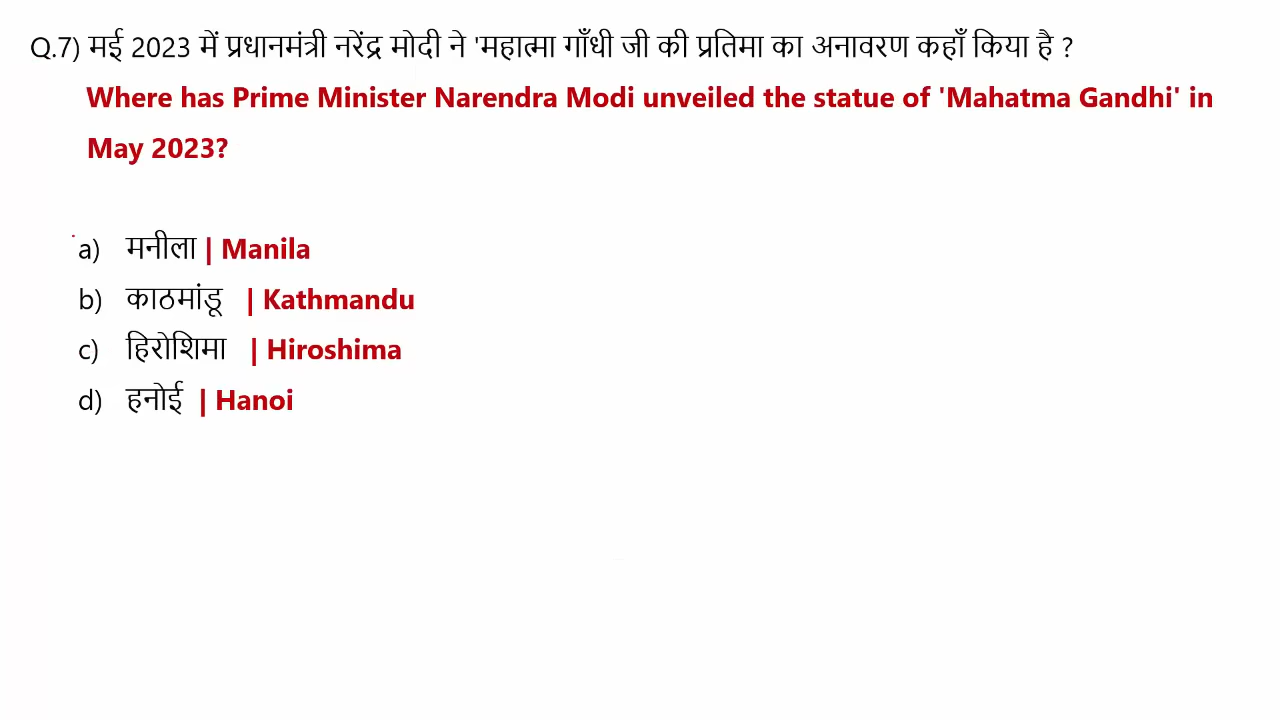 Q.7) मई 2023 में प्रधानमंत्री नरेंद्र मोदी ने 'महात्मा गाँधी जी की प्रतिमा का अनावरण कहाँ किया है ?
Where has Prime Minister Narendra Modi unveiled the statue of 'Mahatma Gandhi' in
May 2023?
a) मनीला | Manila
b) काठमांडू | Kathmandu
c) हिरोशिमा | Hiroshima
d) हनोई | Hanoi